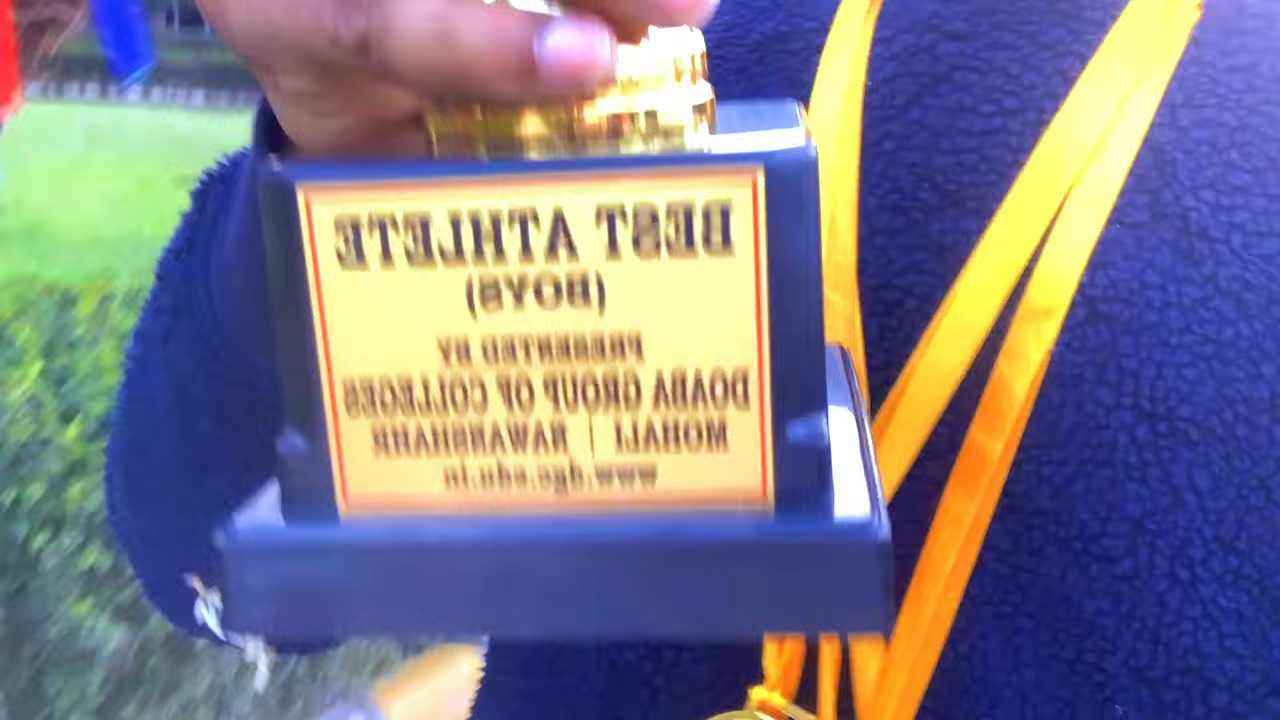 BEST ATHLETE
(BOYS)
PRESENTED BY
DOABA GROUP OF COLLEGES
MOHALI | NAWANSHAHR
www.dgc.edu.in